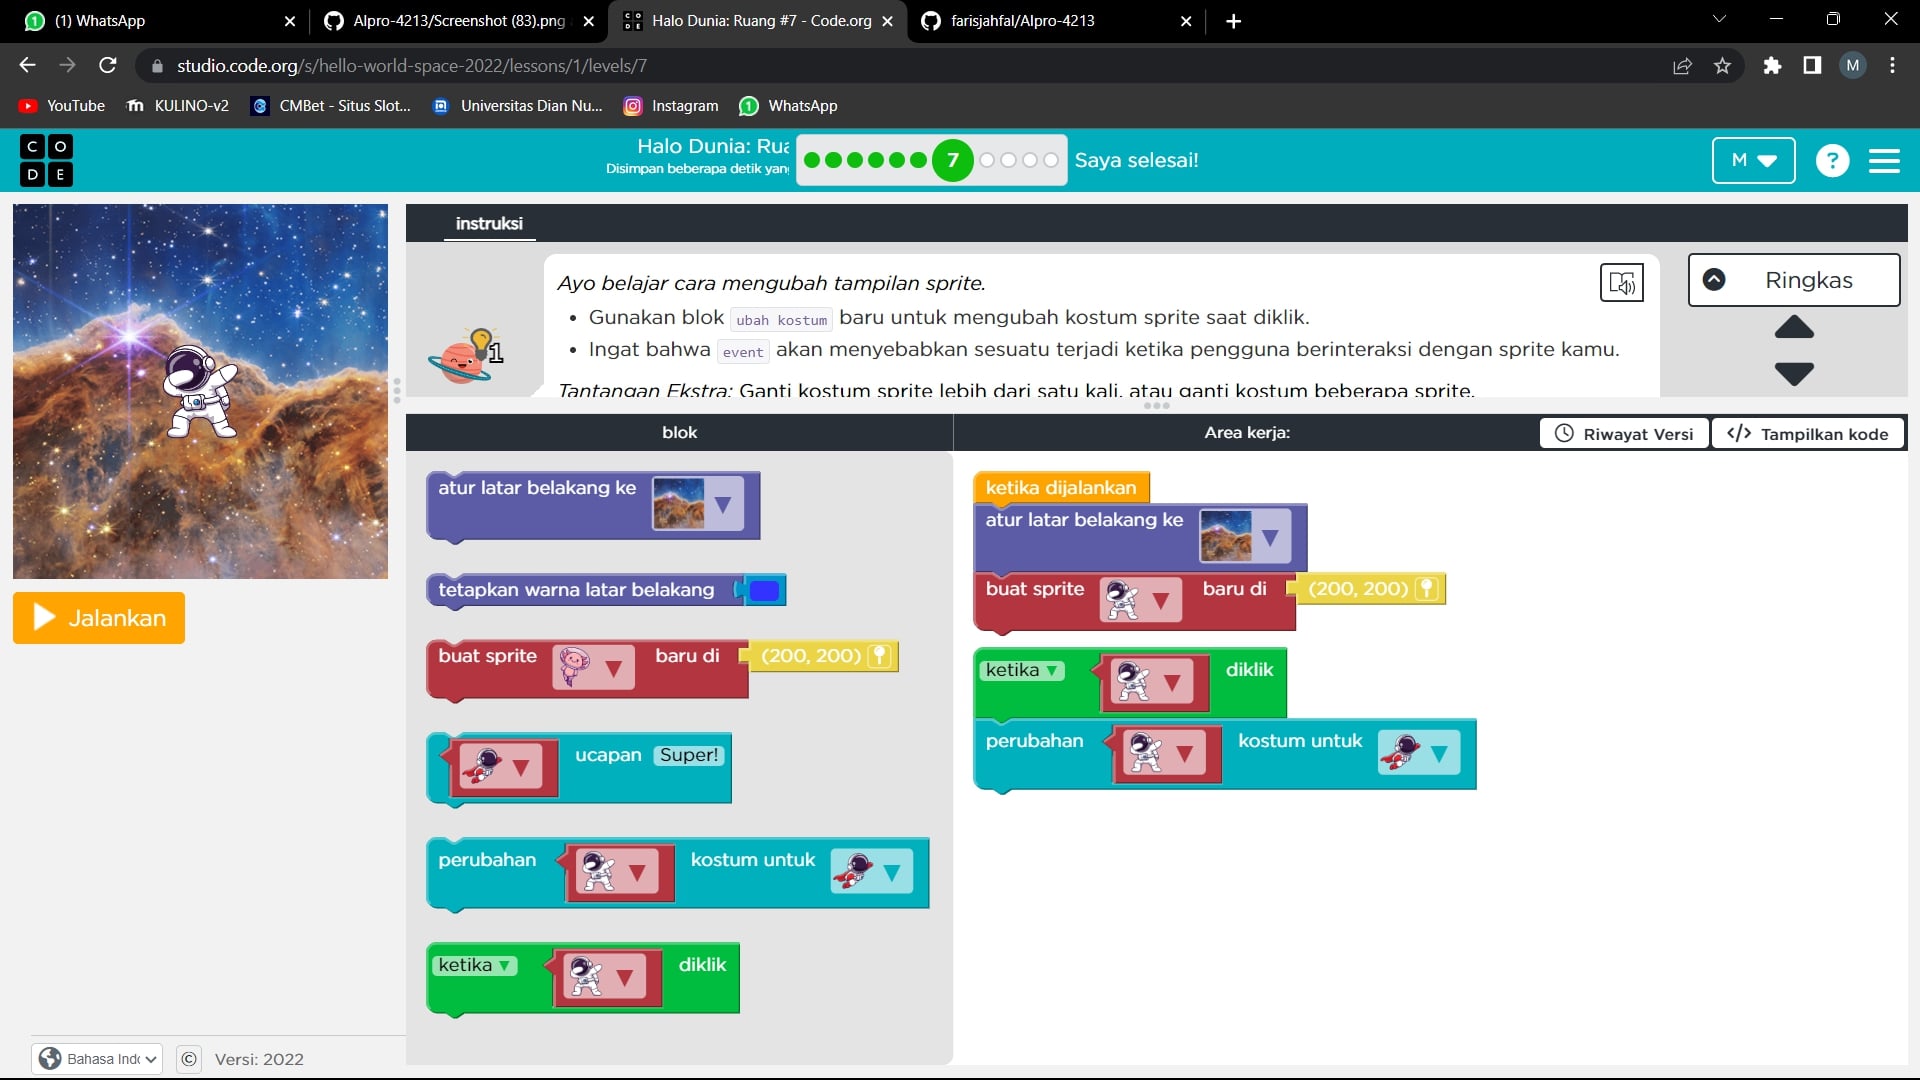 (1) WhatsApp
Alpro-4213/Screenshot (83).png
Halo Dunia: Ruang #7 - Code.org
farisjahfal/Alpro-4213
studio.code.org/s/hello-world-space-2022/lessons/1/levels/7
M
YouTube
KULINO-v2
CMBet - Situs Slot...
Universitas Dian Nu...
Instagram
WhatsApp
C O
D E
Halo Dunia: Rua
Disimpan beberapa detik yan
7
Saya selesai!
M
?
instruksi
Ayo belajar cara mengubah tampilan sprite.
• Gunakan blok ubah kostum baru untuk mengubah kostum sprite saat diklik.
• Ingat bahwa event akan menyebabkan sesuatu terjadi ketika pengguna berinteraksi dengan sprite kamu.
Tantangan Ekstra: Ganti kostum sprite lebih dari satu kali, atau ganti kostum beberapa sprite.
1
Ringkas
Jalankan
blok
Area kerja:
Riwayat Versi
</> Tampilkan kode
atur latar belakang ke
tetapkan warna latar belakang
buat sprite baru di (200, 200)
ucapan Super!
perubahan kostum untuk
ketika diklik
ketika dijalankan
atur latar belakang ke
buat sprite baru di (200, 200)
ketika diklik
perubahan kostum untuk
Bahasa Indo
© Versi: 2022